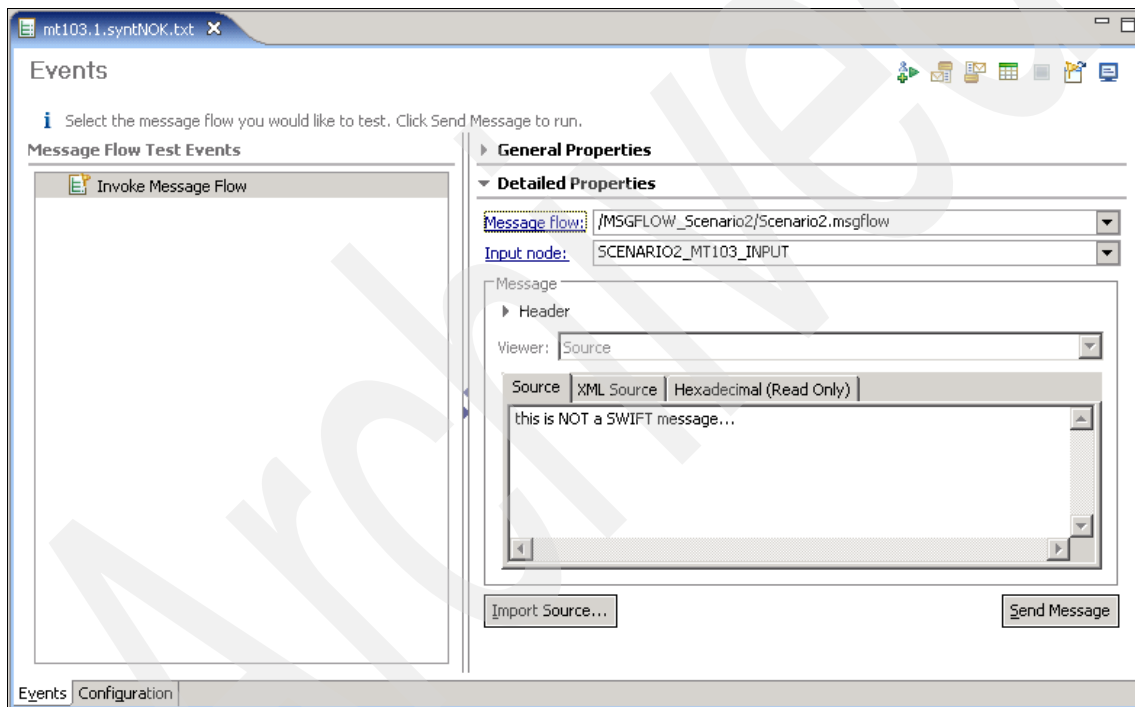 mt103.1.syntNOK.txt
Events
Select the message flow you would like to test. Click Send Message to run.
Message Flow Test Events
Invoke Message Flow
General Properties
Detailed Properties
Message flow: /MSGFLOW_Scenario2/Scenario2.msgflow
Input node: SCENARIO2_MT103_INPUT
Message
Header
Viewer: Source
Source XML Source Hexadecimal (Read Only)
this is NOT a SWIFT message...
Import Source... Send Message
Events Configuration
Archived